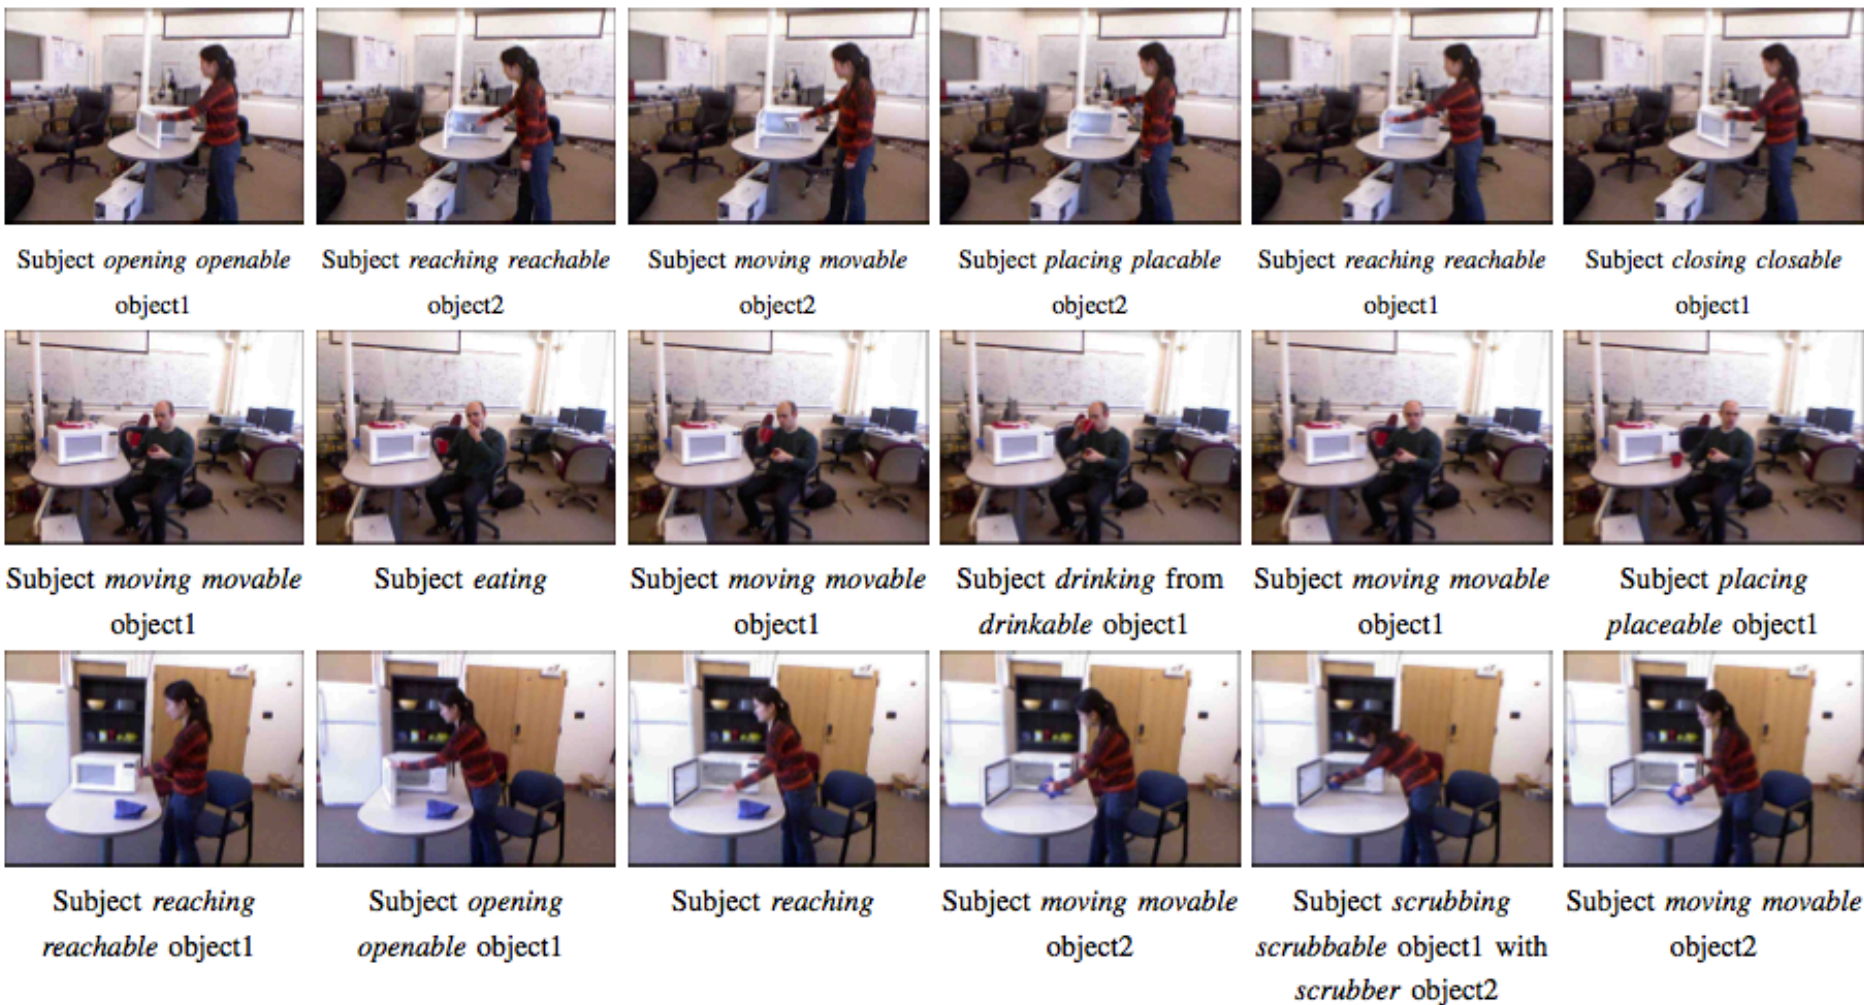 Subject opening openable
object1
Subject reaching reachable
object2
Subject moving movable
object2
Subject placing placable
object2
Subject reaching reachable
object1
Subject closing closable
object1
Subject moving movable
object1
Subject eating
Subject moving movable
object1
Subject drinking from
drinkable object1
Subject moving movable
object1
Subject placing
placeable object1
Subject reaching
reachable object1
Subject opening
openable object1
Subject reaching
Subject moving movable
object2
Subject scrubbing
scrubbable object1 with
scrubber object2
Subject moving movable
object2